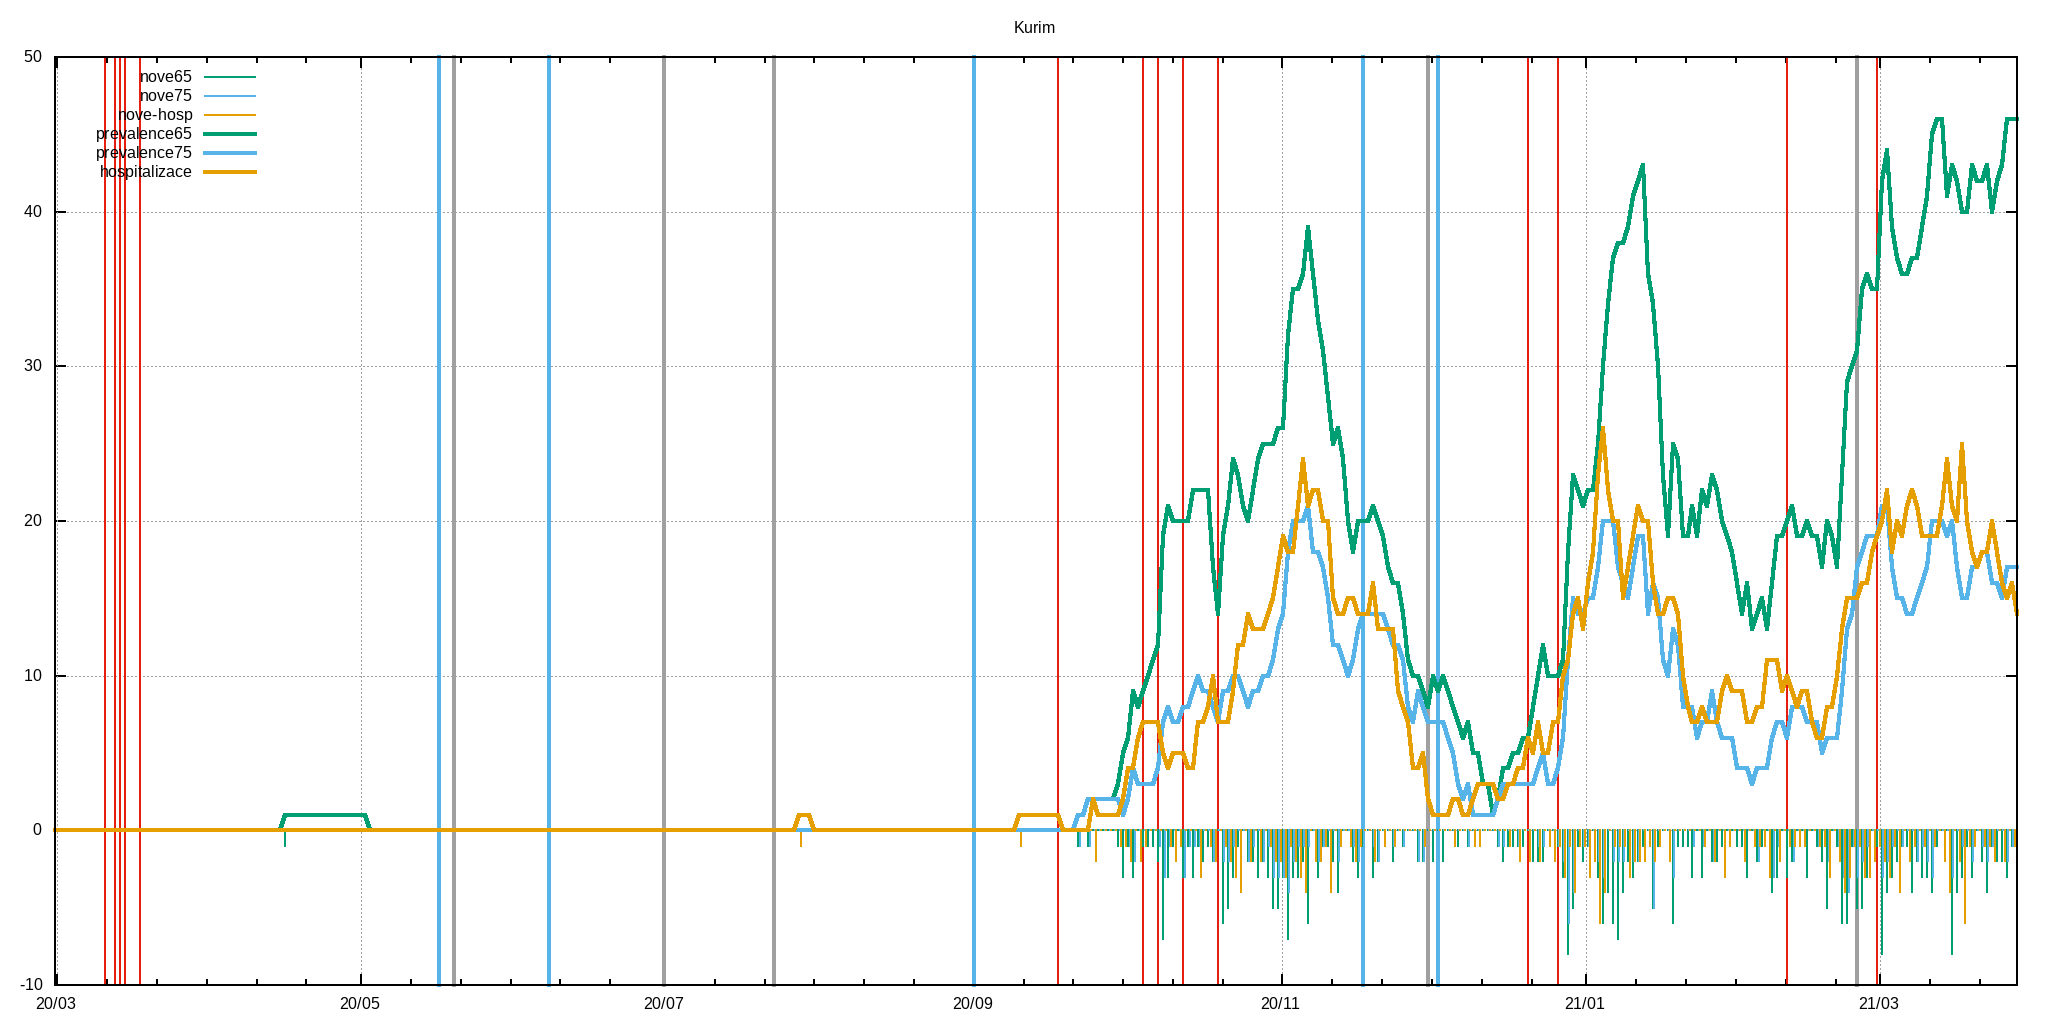 Kurim
50
nove65
nove75
nove-hosp
prevalence65
prevalence75
hospitalizace
40
30
20
10
0
-10
20/03 20/05 20/07 20/09 20/11 21/01 21/03